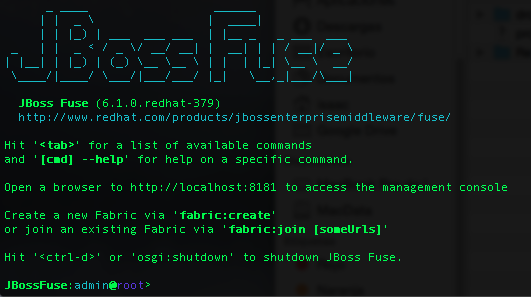 JBoss Fuse
JBoss Fuse (6.1.0.redhat-379)
http://www.redhat.com/products/jbossenterprisemiddleware/fuse/
Hit '<tab>' for a list of available commands
and '[cmd] --help' for help on a specific command.
Open a browser to http://localhost:8181 to access the management console
Create a new Fabric via 'fabric:create'
or join an existing Fabric via 'fabric:join [someUrls]'
Hit '<ctrl-d>' or 'osgi:shutdown' to shutdown JBoss Fuse.
JBossFuse:admin@root>